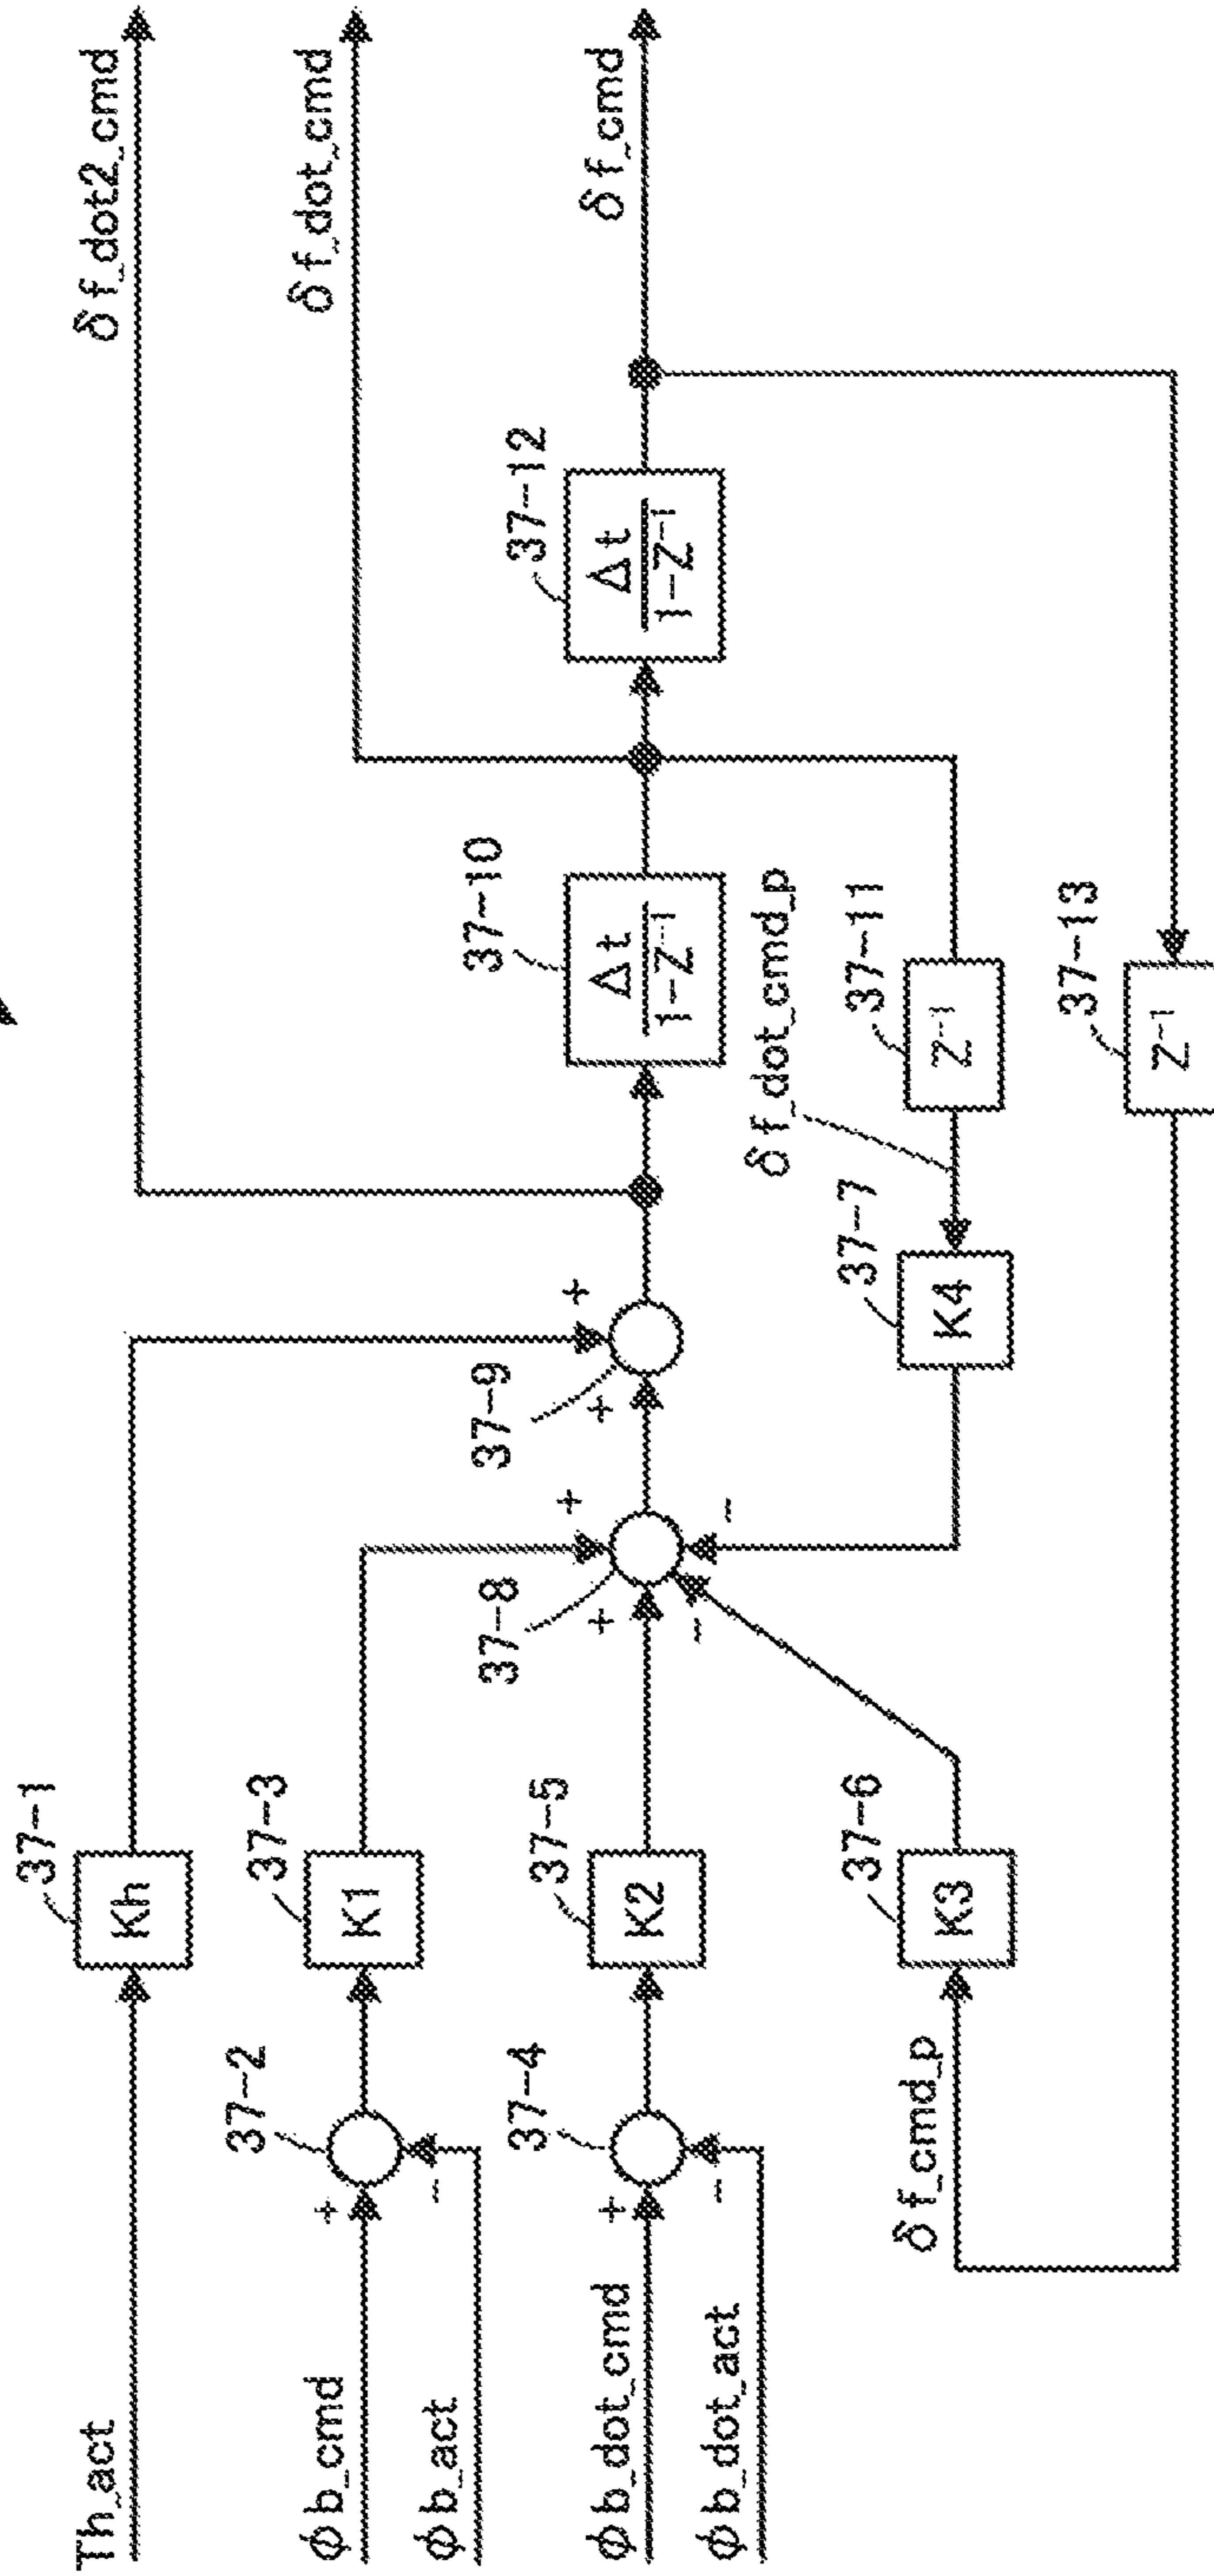 Th_act
37-1
Kh
δf_dot2_cmd
φb_cmd
+
φb_act
−
37-2
37-3
K1
δf_dot_cmd
φb_dot_cmd
+
φb_dot_act
−
37-4
37-5
K2
37-8
+
+
−
−
37-9
+
+
37-10
Δt
1-Z⁻¹
37-12
Δt
1-Z⁻¹
δf_cmd
δf_cmd_p
37-6
K3
37-7
K4
δf_dot_cmd_p
37-11
Z⁻¹
37-13
Z⁻¹